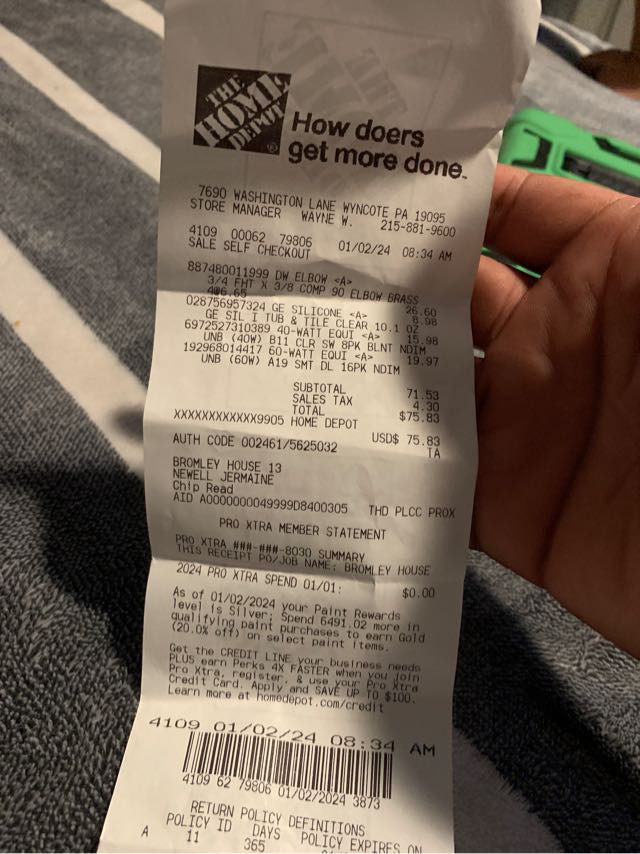 THE
HOME
DEPOT
How doers
get more done.
7690 WASHINGTON LANE WYNCOTE PA 19095
STORE MANAGER WAYNE W. 215-881-9600
4109 00062 79806 01/02/24 08:34 AM
SALE SELF CHECKOUT
887480011999 DW ELBOW <A>
3/4 FHT X 3/8 COMP 90 ELBOW BRASS
4@6.65 26.60
028756957324 GE SILICONE <A> 8.98
GE SIL I TUB & TILE CLEAR 10.1 OZ
6972527310389 40-WATT EQUI <A> 15.98
UNB (40W) B11 CLR SW 8PK BLNT NDIM
192968014417 60-WATT EQUI <A> 19.97
UNB (60W) A19 SMT DL 16PK NDIM
SUBTOTAL 71.53
SALES TAX 4.30
TOTAL $75.83
XXXXXXXXXXXX9905 HOME DEPOT
USD$ 75.83
AUTH CODE 002461/5625032 TA
BROMLEY HOUSE 13
NEWELL JERMAINE
Chip Read
AID A0000000049999D8400305 THD PLCC PROX
PRO XTRA MEMBER STATEMENT
PRO XTRA ###-###-8030 SUMMARY
THIS RECEIPT PO/JOB NAME: BROMLEY HOUSE
2024 PRO XTRA SPEND 01/01: $0.00
As of 01/02/2024 your Paint Rewards
level is Silver; Spend 6491.02 more in
qualifying paint purchases to earn Gold
(20.0% off) on select paint items.
Get the CREDIT LINE your business needs
PLUS earn Perks 4X FASTER when you join
Pro Xtra, register, & use your Pro Xtra
Credit Card. Apply and SAVE UP TO $100.
Learn more at homedepot.com/credit
4109 01/02/24 08:34 AM
4109 62 79806 01/02/2024 3873
RETURN POLICY DEFINITIONS
POLICY ID DAYS POLICY EXPIRES ON
A 11 365